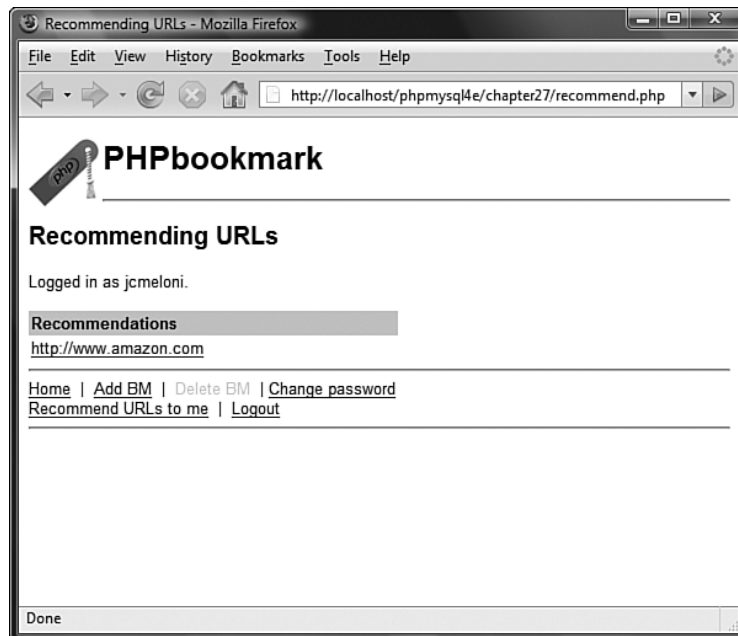 Recommending URLs - Mozilla Firefox
File Edit View History Bookmarks Tools Help
http://localhost/phpmysql4e/chapter27/recommend.php
php
PHPbookmark
Recommending URLs
Logged in as jcmeloni.
Recommendations
http://www.amazon.com
Home | Add BM | Delete BM | Change password
Recommend URLs to me | Logout
Done